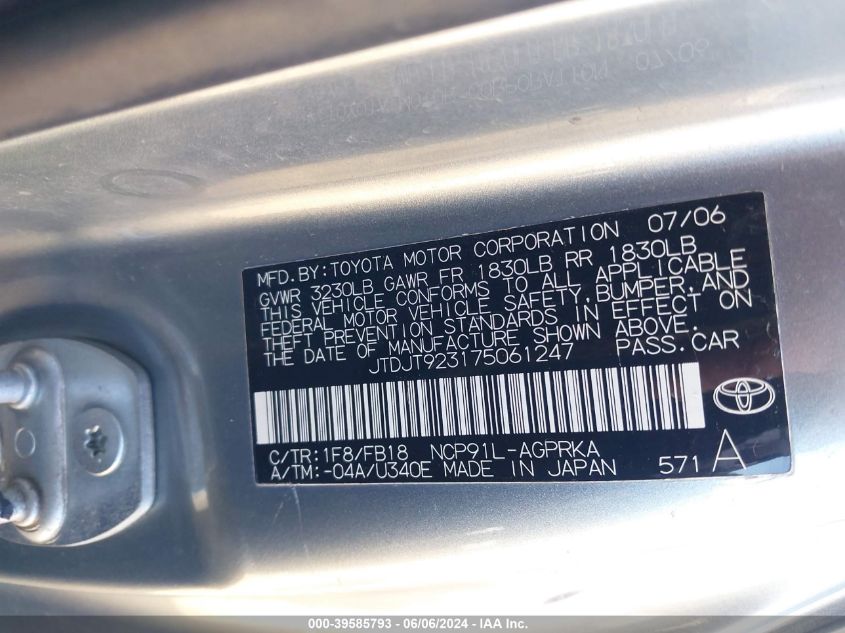 MFD.BY:TOYOTA MOTOR CORPORATION 07/06
GVWR 3230LB GAWR FR 1830LB RR 1830LB
THIS VEHICLE CONFORMS TO ALL APPLICABLE
FEDERAL MOTOR VEHICLE SAFETY,BUMPER,AND
THEFT PREVENTION STANDARDS IN EFFECT ON
THE DATE OF MANUFACTURE SHOWN ABOVE.
JTDJT923175061247 PASS.CAR
C/TR:1F8/FB18 NCP91L-AGPRKA
A/TM:-04A/U340E MADE IN JAPAN 571 A
000-39585793 - 06/06/2024 - IAA Inc.